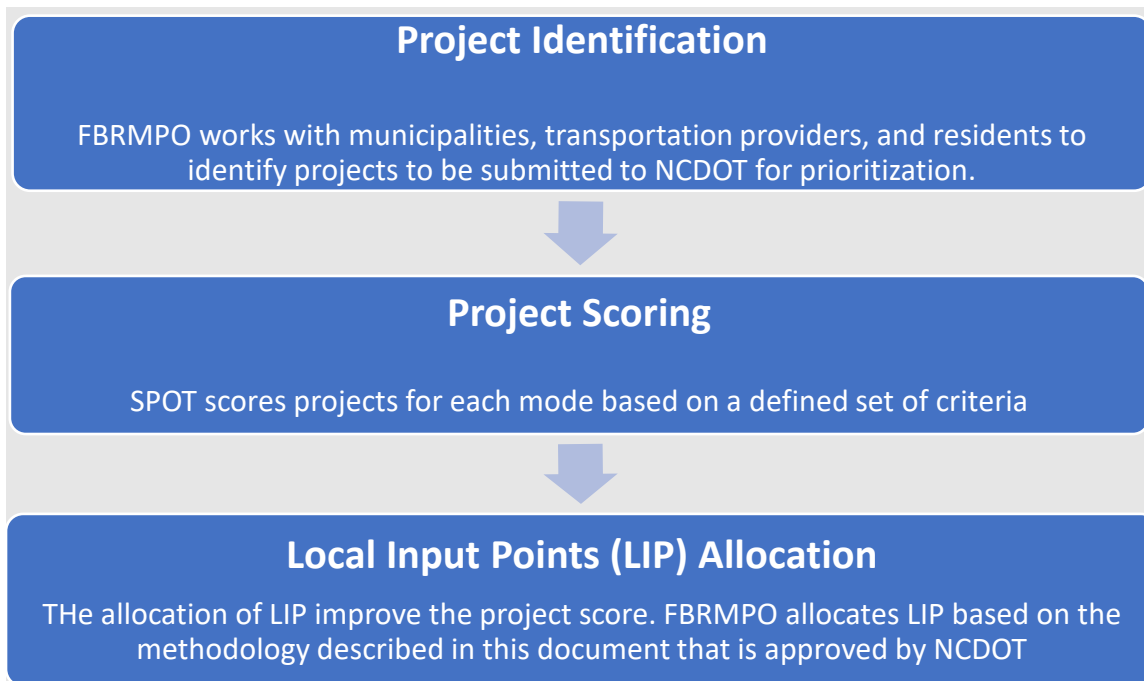 Project Identification
FBRMPO works with municipalities, transportation providers, and residents to
identify projects to be submitted to NCDOT for prioritization.
Project Scoring
SPOT scores projects for each mode based on a defined set of criteria
Local Input Points (LIP) Allocation
THe allocation of LIP improve the project score. FBRMPO allocates LIP based on the
methodology described in this document that is approved by NCDOT